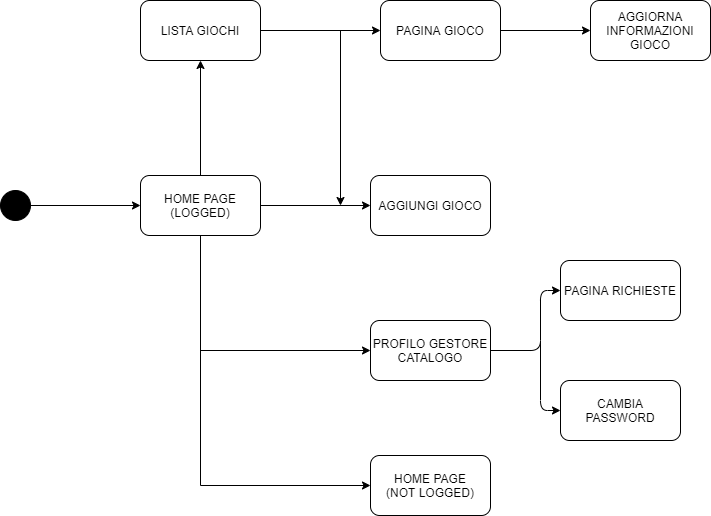 LISTA GIOCHI
PAGINA GIOCO
AGGIORNA
INFORMAZIONI
GIOCO
HOME PAGE
(LOGGED)
AGGIUNGI GIOCO
PAGINA RICHIESTE
PROFILO GESTORE
CATALOGO
CAMBIA
PASSWORD
HOME PAGE
(NOT LOGGED)